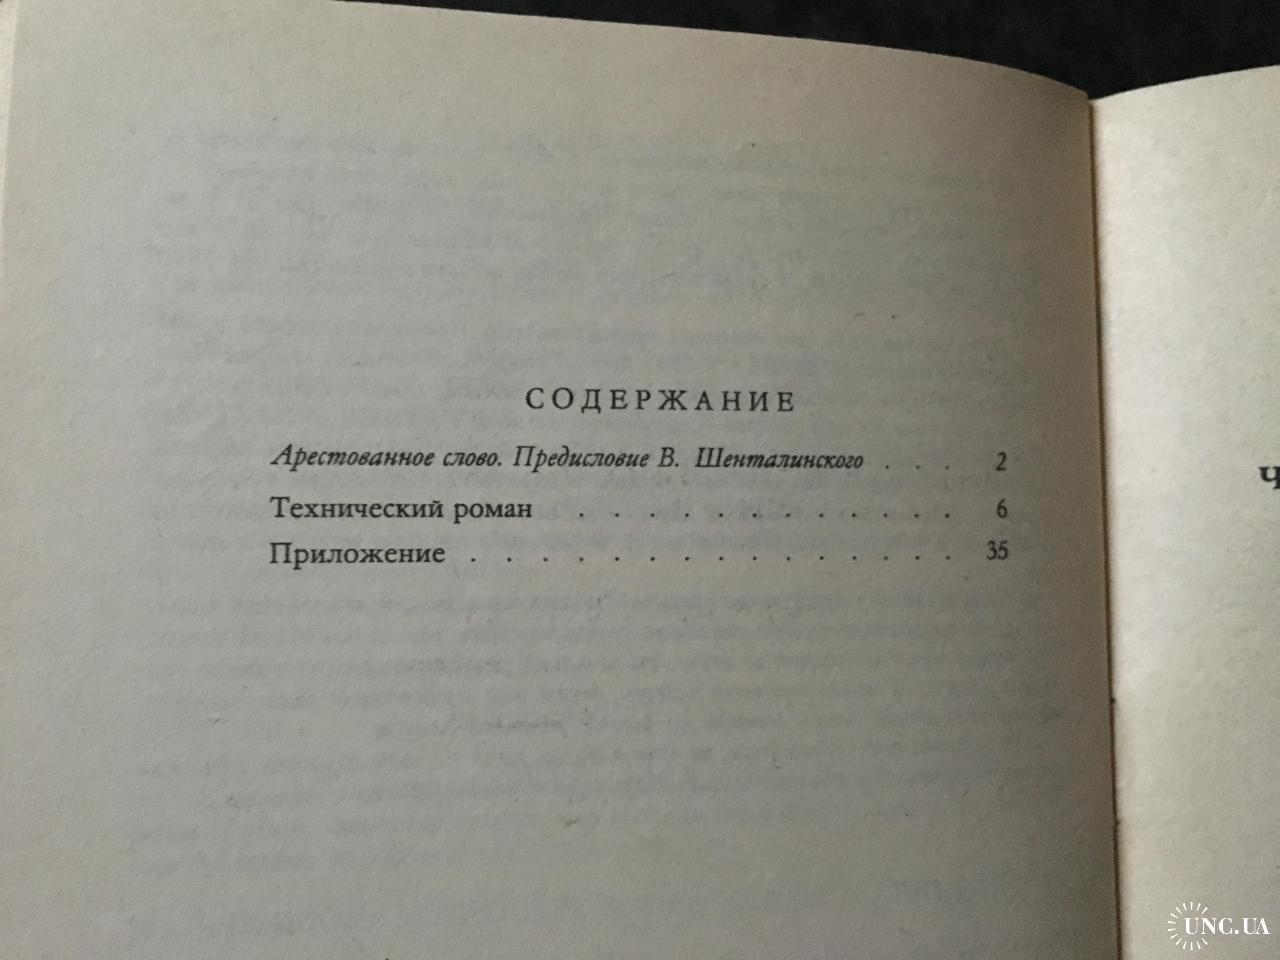 СОДЕРЖАНИЕ
Арестованное слово. Предисловие В. Шенталинского . . . 2
Технический роман . . . . . . . . . . . 6
Приложение . . . . . . . . . . . . . . 35
Ч
UNC.UA